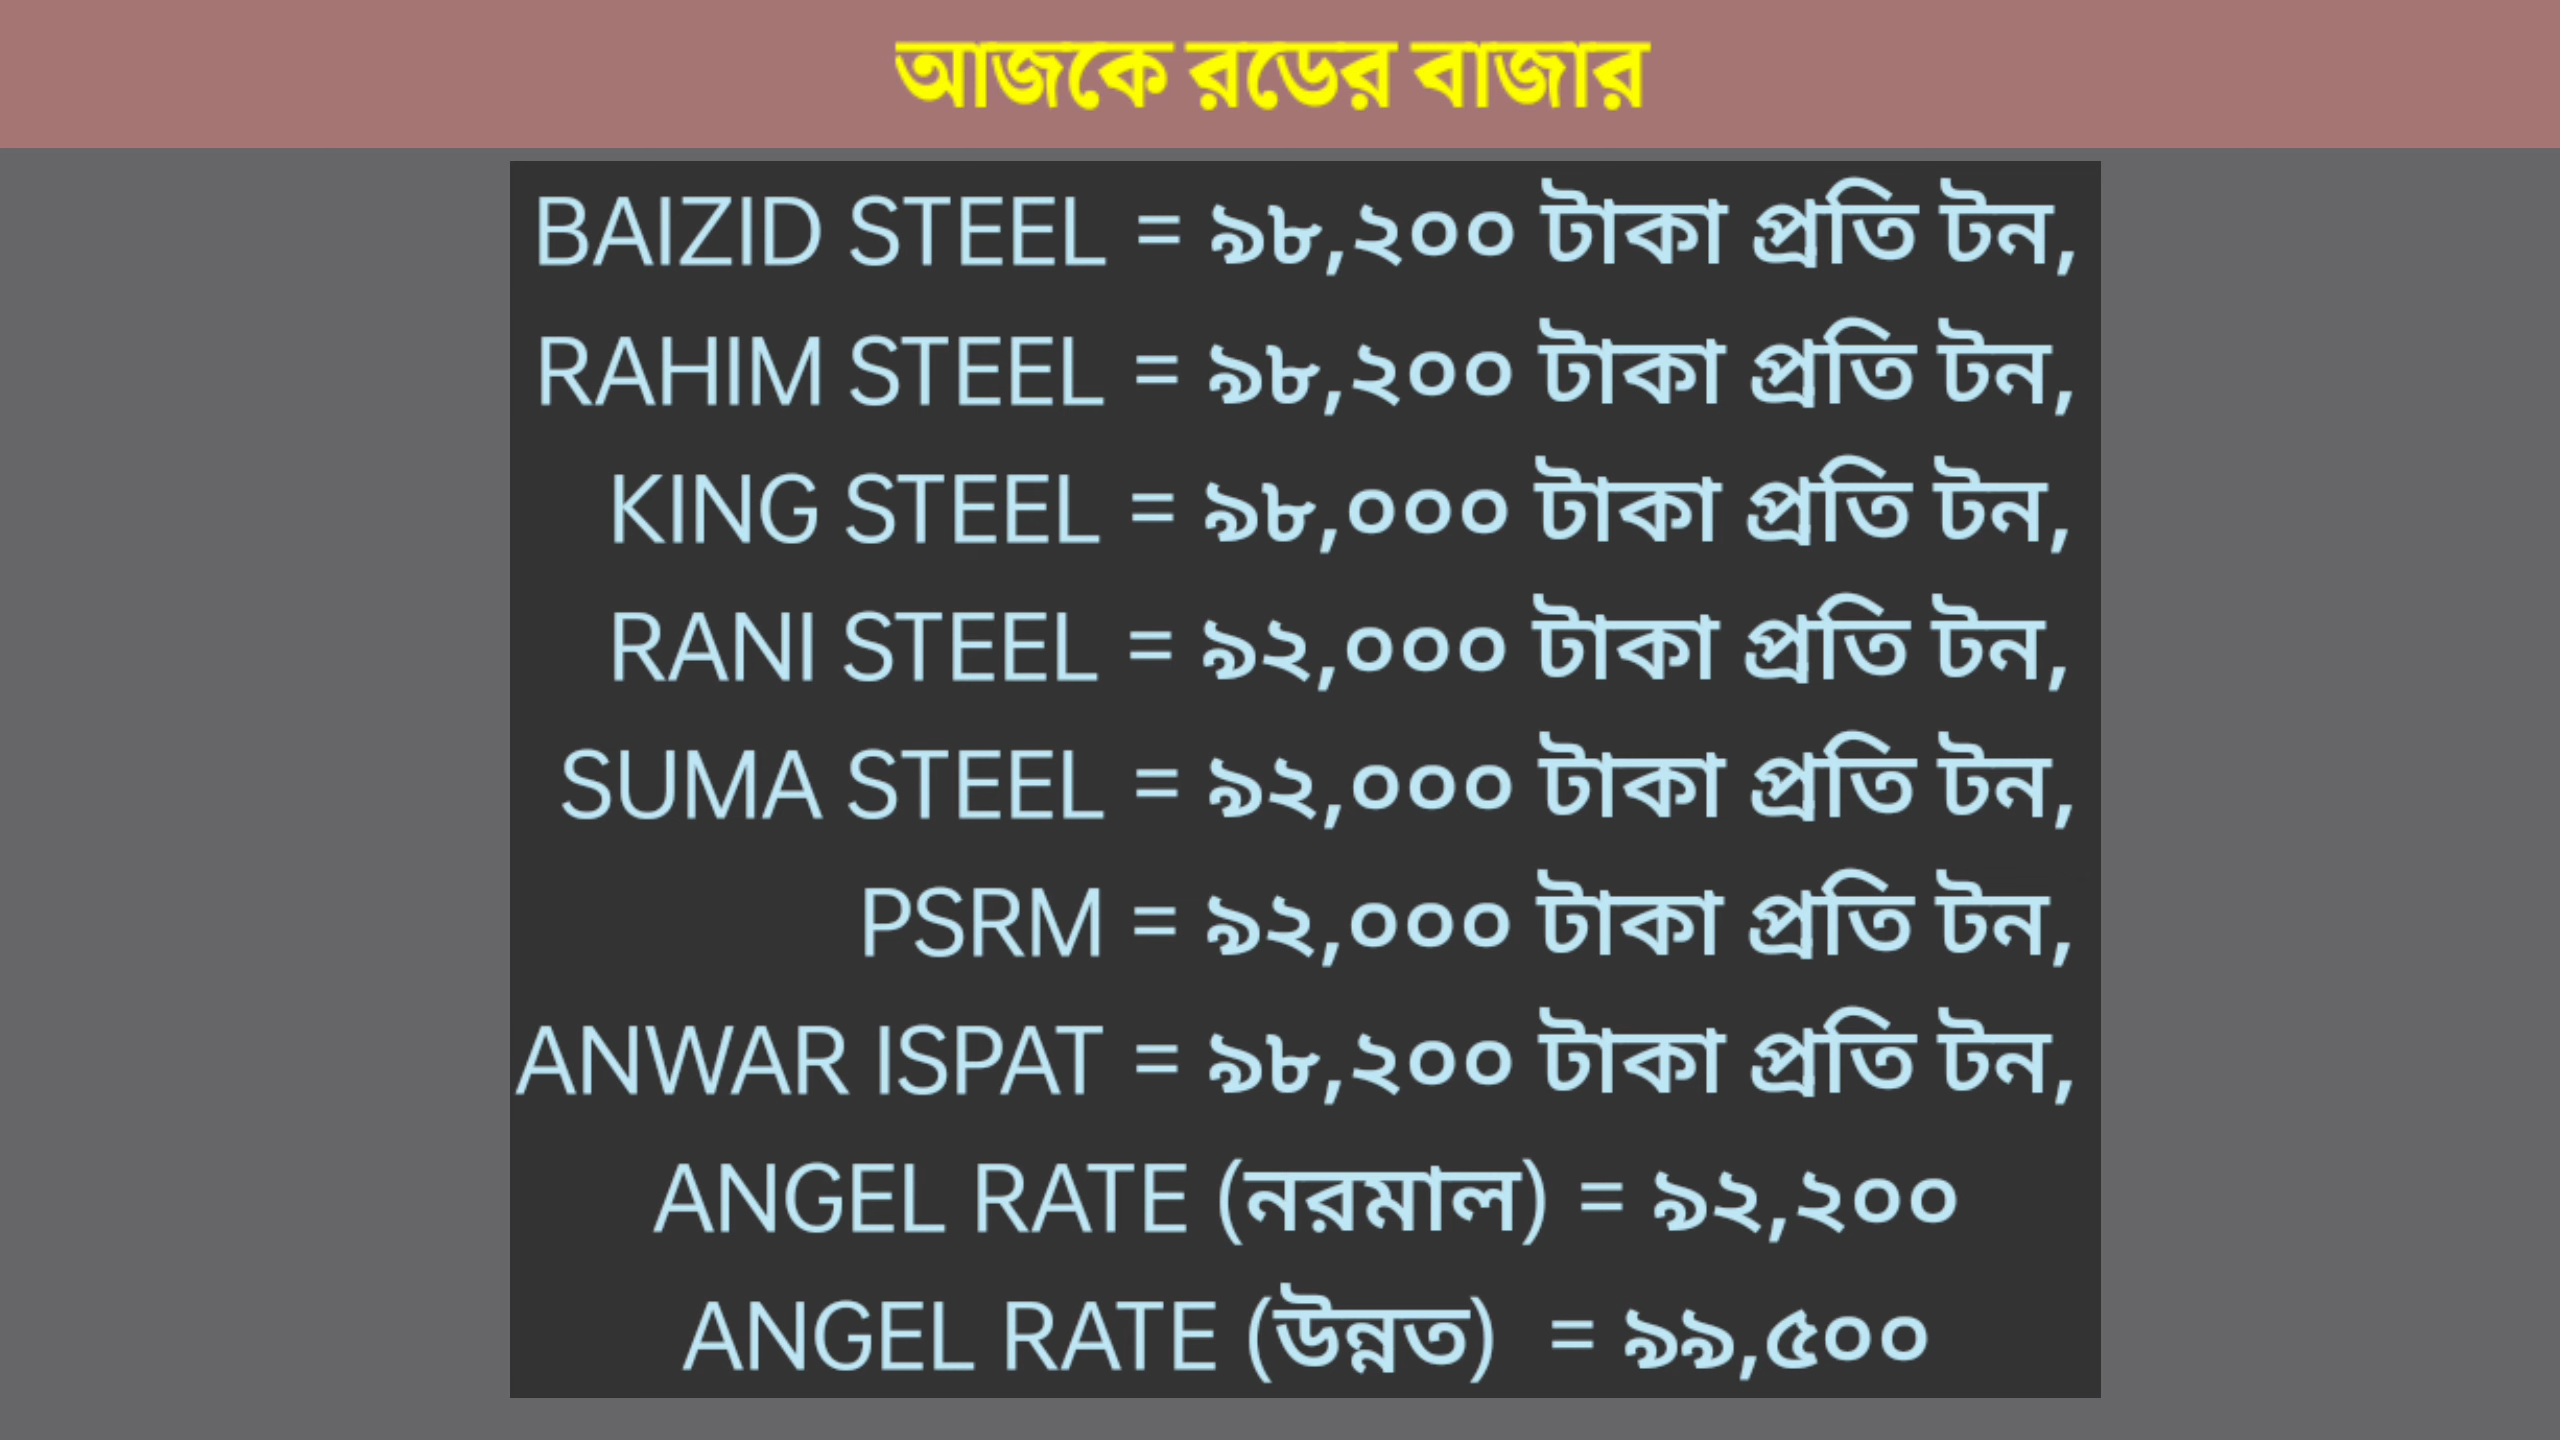 আজকে রডের বাজার
BAIZID STEEL = ৯৮,২০০ টাকা প্রতি টন,
RAHIM STEEL = ৯৮,২০০ টাকা প্রতি টন,
KING STEEL = ৯৮,০০০ টাকা প্রতি টন,
RANI STEEL = ৯২,০০০ টাকা প্রতি টন,
SUMA STEEL = ৯২,০০০ টাকা প্রতি টন,
PSRM = ৯২,০০০ টাকা প্রতি টন,
ANWAR ISPAT = ৯৮,২০০ টাকা প্রতি টন,
ANGEL RATE (নরমাল) = ৯২,২০০
ANGEL RATE (উন্নত) = ৯৯,৫০০